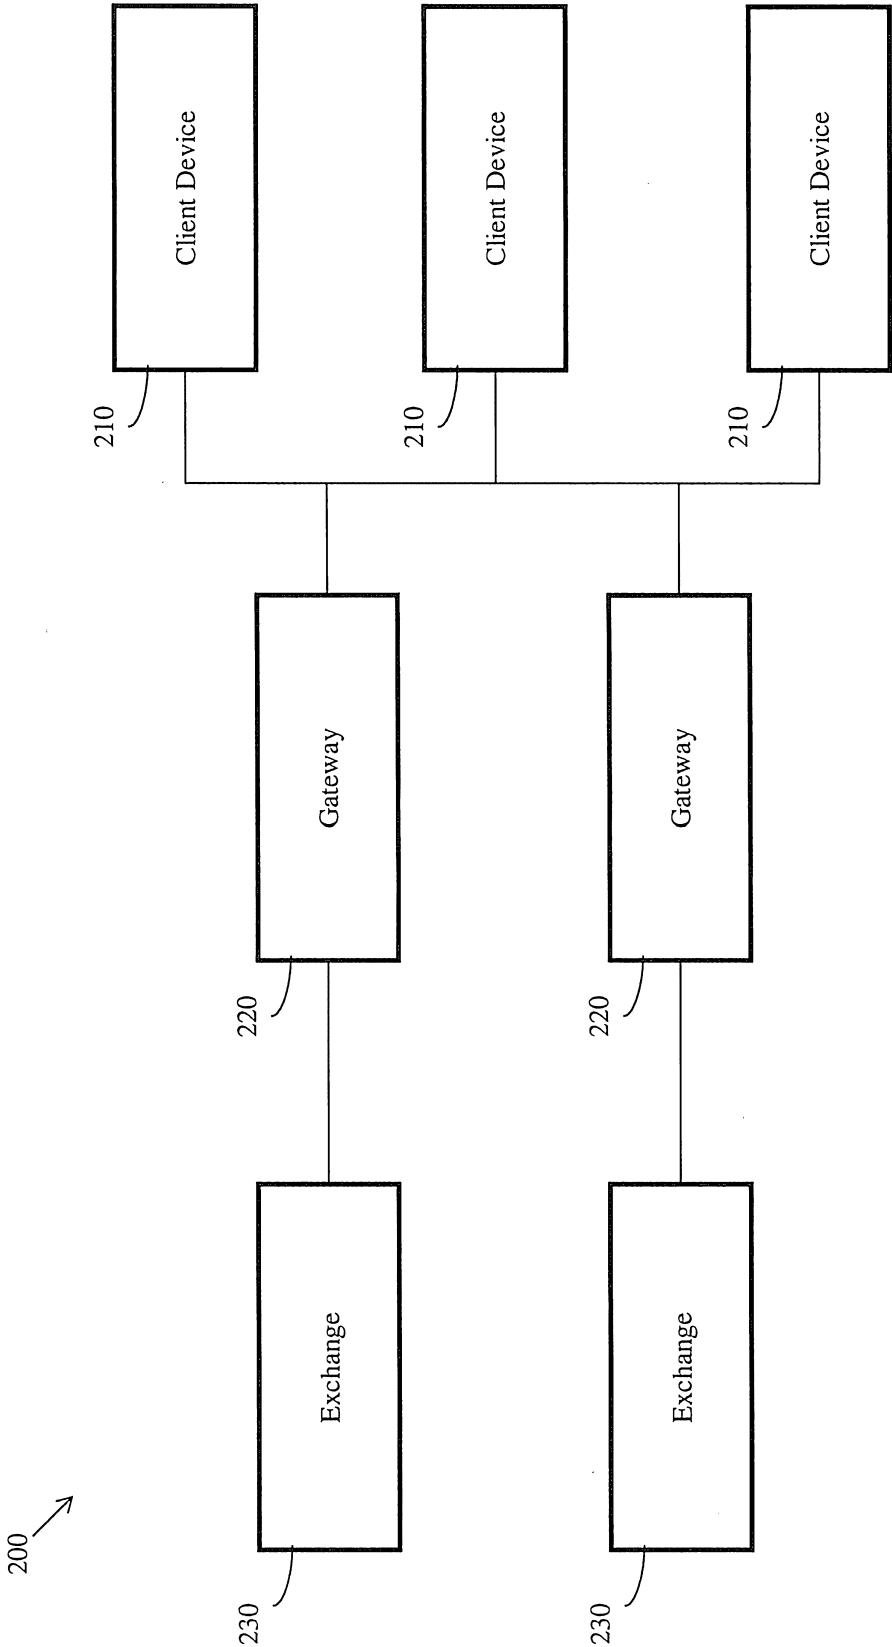 200
230
Exchange
220
Gateway
210
Client Device
230
Exchange
220
Gateway
210
Client Device
210
Client Device